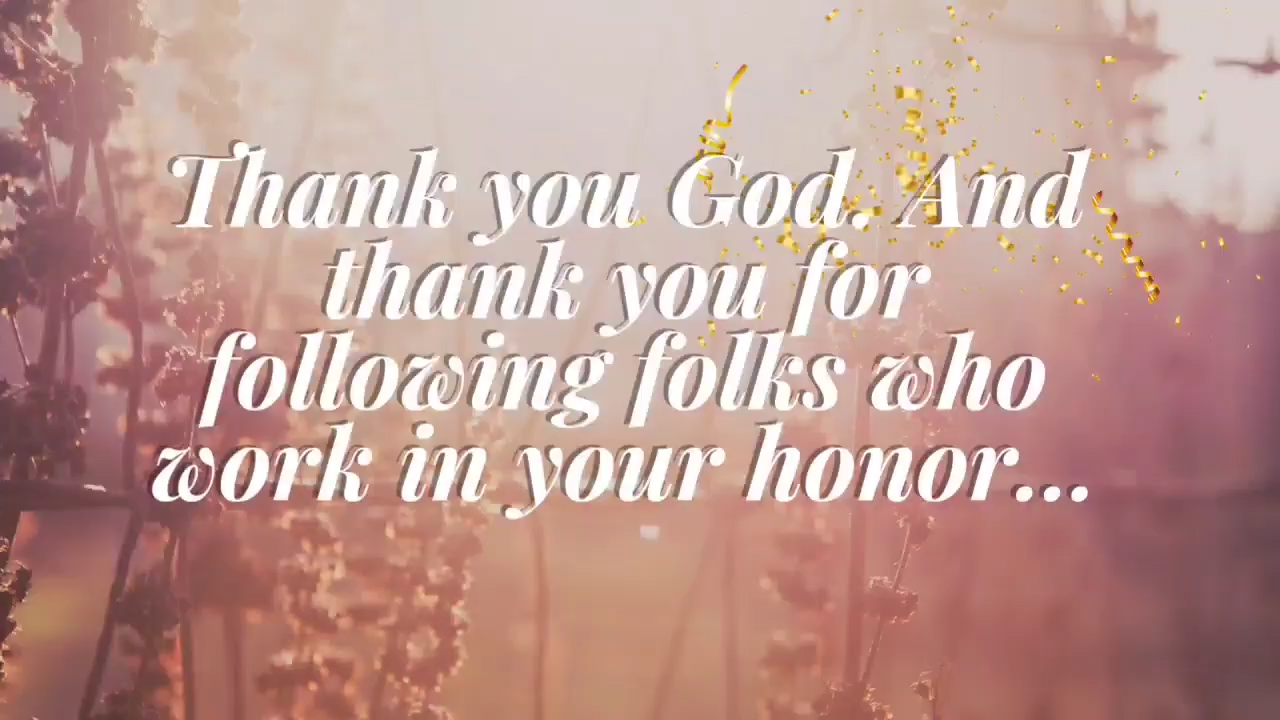 Thank you God. And
thank you for
following folks who
work in your honor...